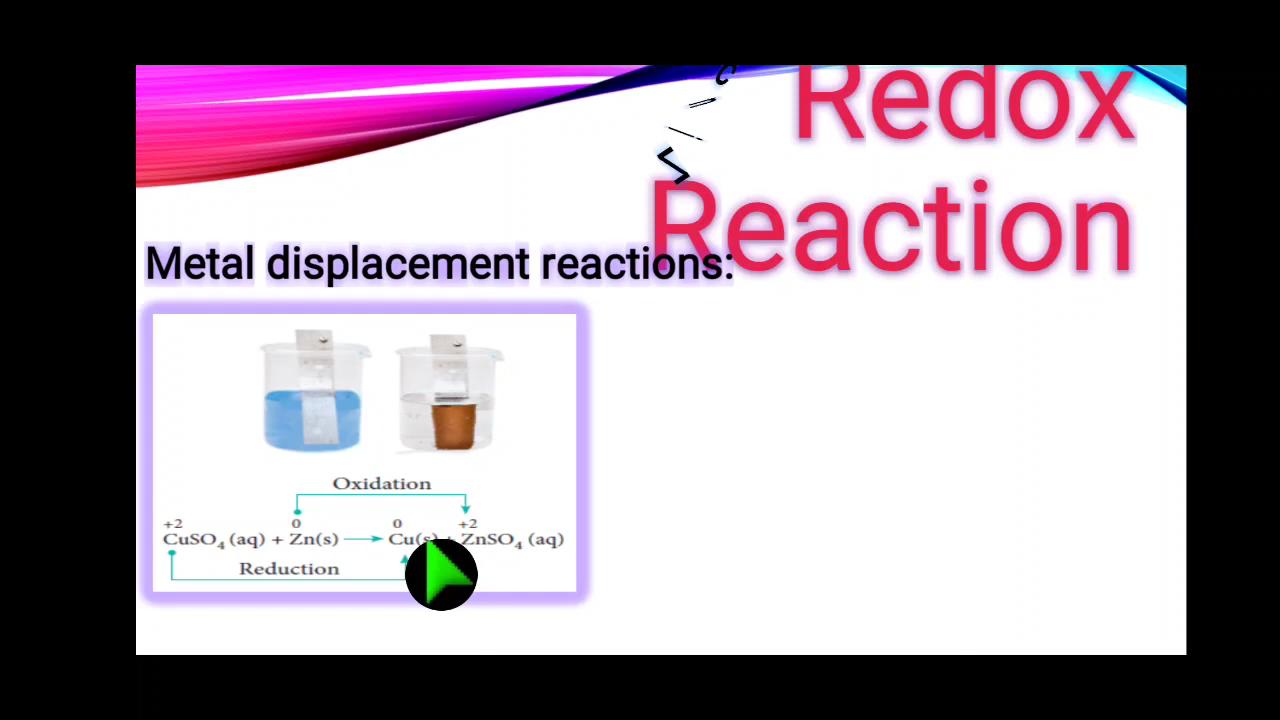 Redox
Reaction
Metal displacement reactions:
Oxidation
+2 0 0 +2
CuSO₄ (aq) + Zn(s) → Cu(s) + ZnSO₄ (aq)
Reduction